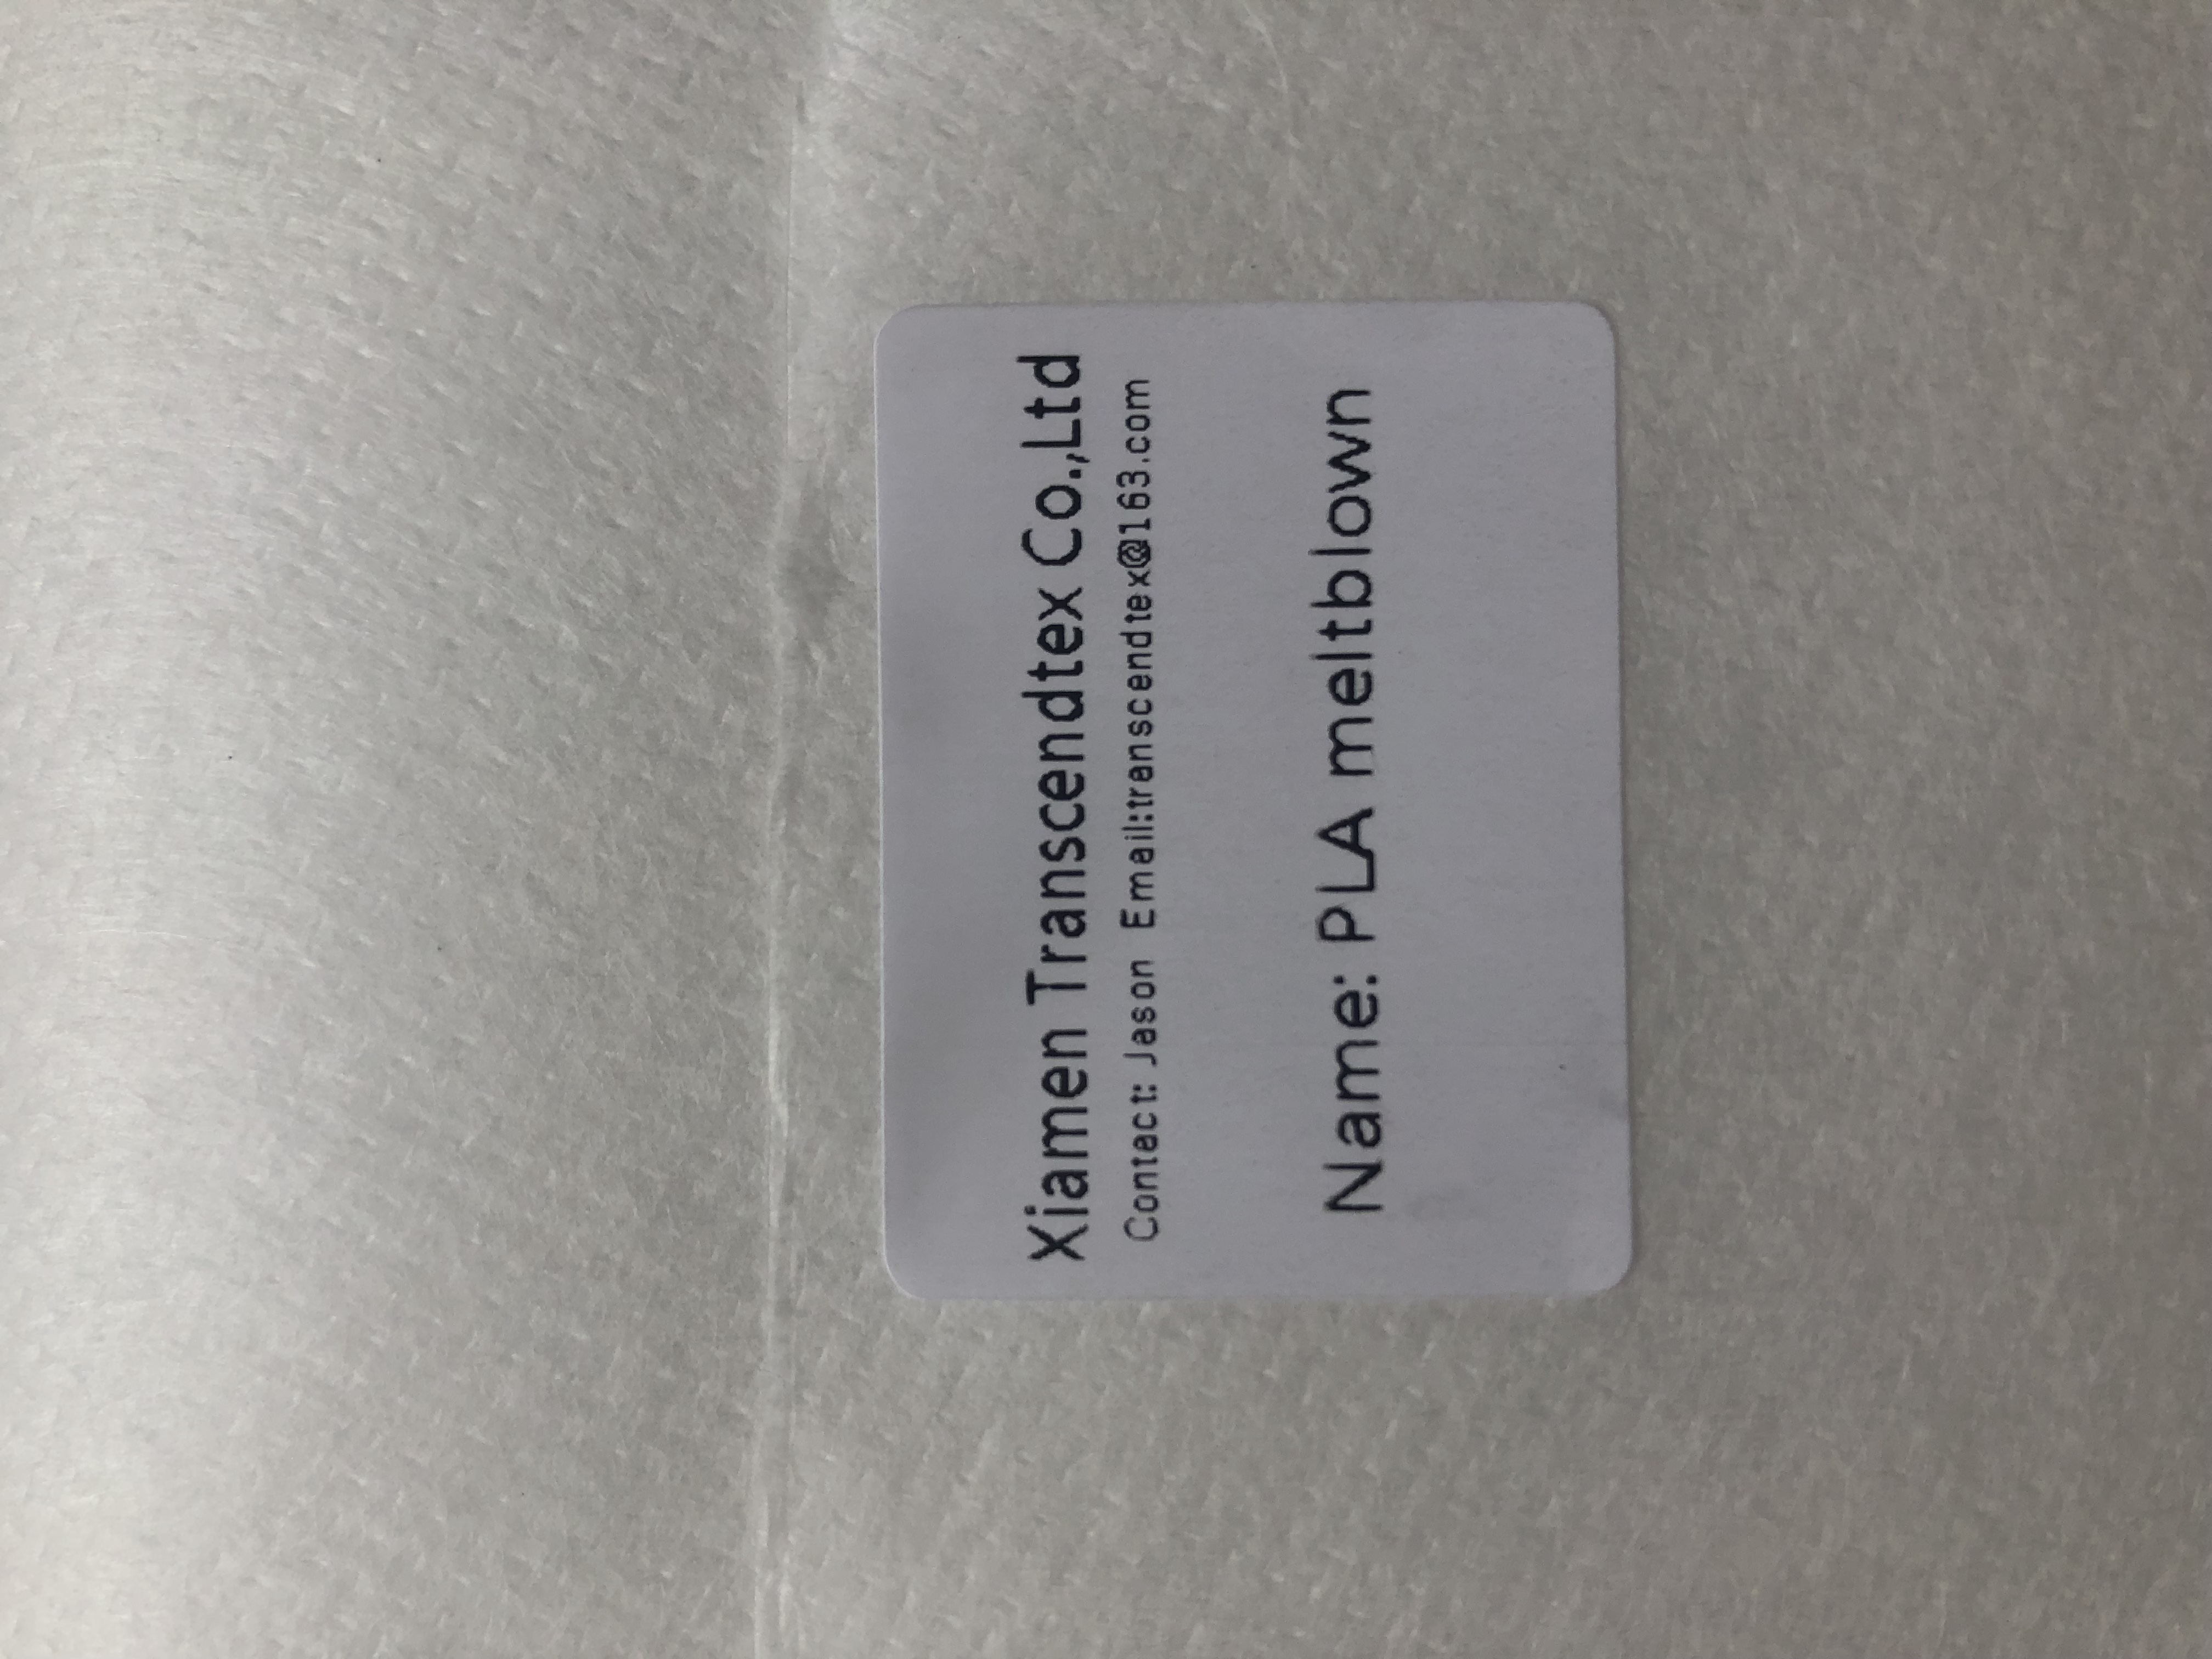 Xiamen Transcendtex Co.,Ltd
Contact: Jason Email:transcendtex@163.com
Name: PLA meltblown